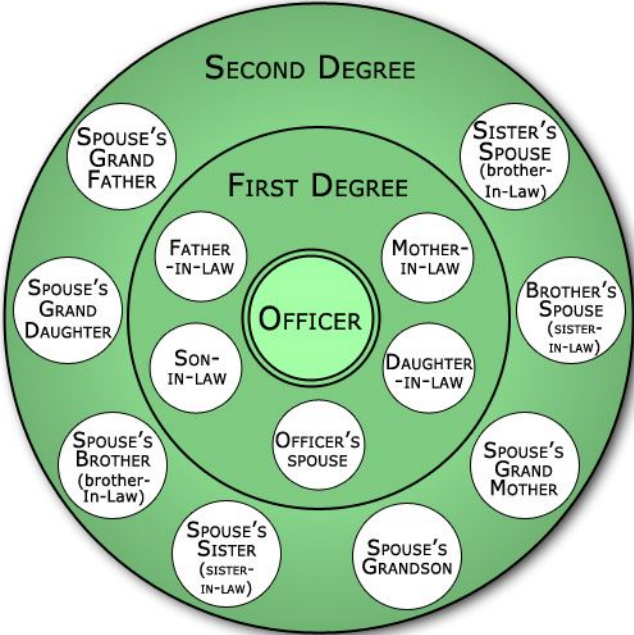 SECOND DEGREE
SPOUSE'S
GRAND
FATHER
SISTER'S
SPOUSE
(brother-
In-Law)
FIRST DEGREE
FATHER
-IN-LAW
MOTHER-
IN-LAW
OFFICER
SPOUSE'S
GRAND
DAUGHTER
BROTHER'S
SPOUSE
(SISTER-
IN-LAW)
SON-
IN-LAW
DAUGHTER
-IN-LAW
OFFICER'S
SPOUSE
SPOUSE'S
BROTHER
(brother-
In-Law)
SPOUSE'S
GRAND
MOTHER
SPOUSE'S
SISTER
(SISTER-
IN-LAW)
SPOUSE'S
GRANDSON